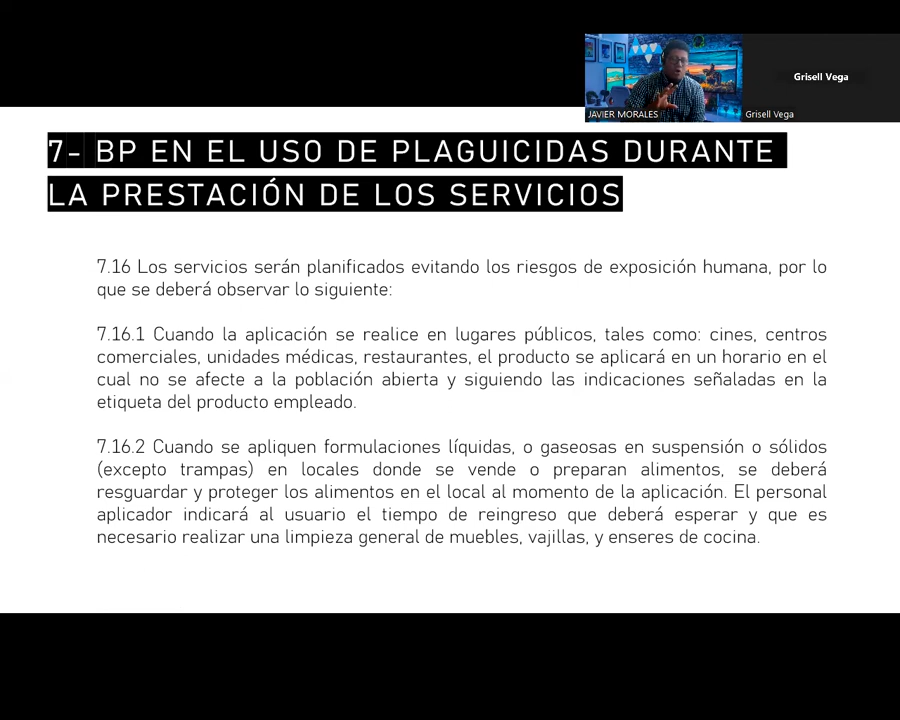 Grisell Vega
JAVIER MORALES
Grisell Vega
7- BP EN EL USO DE PLAGUICIDAS DURANTE
LA PRESTACIÓN DE LOS SERVICIOS
7.16 Los servicios serán planificados evitando los riesgos de exposición humana, por lo
que se deberá observar lo siguiente:
7.16.1 Cuando la aplicación se realice en lugares públicos, tales como: cines, centros
comerciales, unidades médicas, restaurantes, el producto se aplicará en un horario en el
cual no se afecte a la población abierta y siguiendo las indicaciones señaladas en la
etiqueta del producto empleado.
7.16.2 Cuando se apliquen formulaciones líquidas, o gaseosas en suspensión o sólidos
(excepto trampas) en locales donde se vende o preparan alimentos, se deberá
resguardar y proteger los alimentos en el local al momento de la aplicación. El personal
aplicador indicará al usuario el tiempo de reingreso que deberá esperar y que es
necesario realizar una limpieza general de muebles, vajillas, y enseres de cocina.